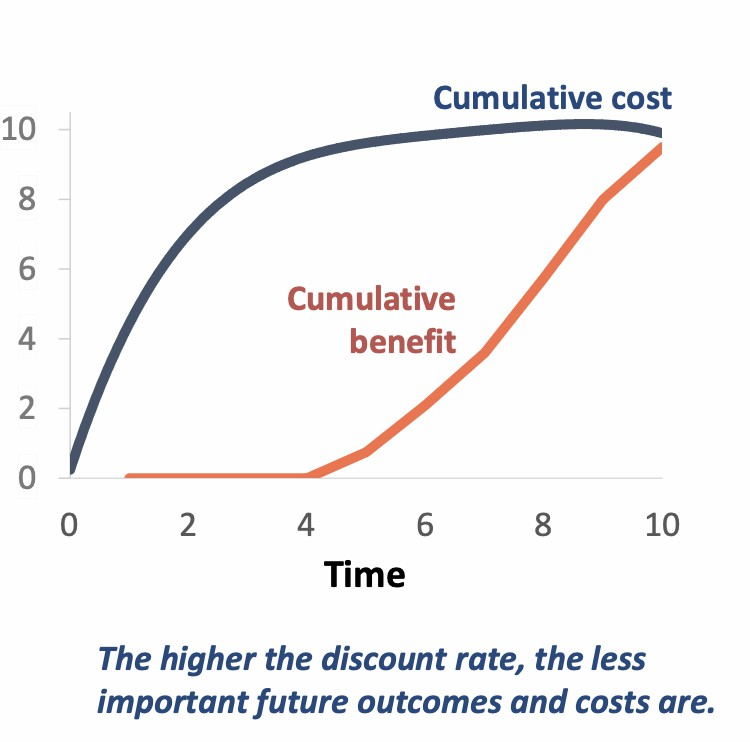 Cumulative cost
10
8
6
4
2
0
Cumulative
benefit
0 2 4 6 8 10
Time
The higher the discount rate, the less
important future outcomes and costs are.